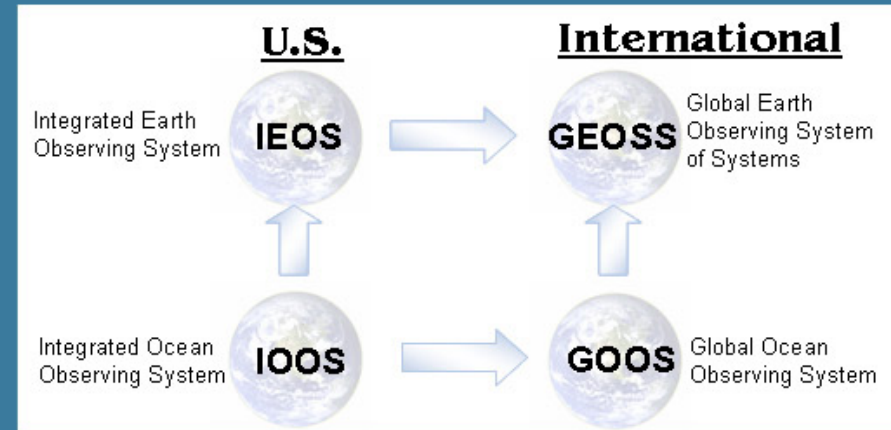 U.S.
International
Integrated Earth
Observing System
IEOS
GEOSS
Global Earth
Observing System
of Systems
Integrated Ocean
Observing System
IOOS
GOOS
Global Ocean
Observing System